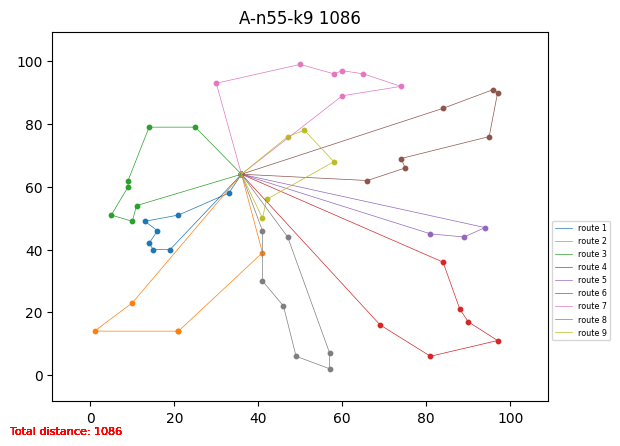 A-n55-k9 1086
100
80
60
40
20
0
0 20 40 60 80 100
route 1
route 2
route 3
route 4
route 5
route 6
route 7
route 8
route 9
Total distance: 1086